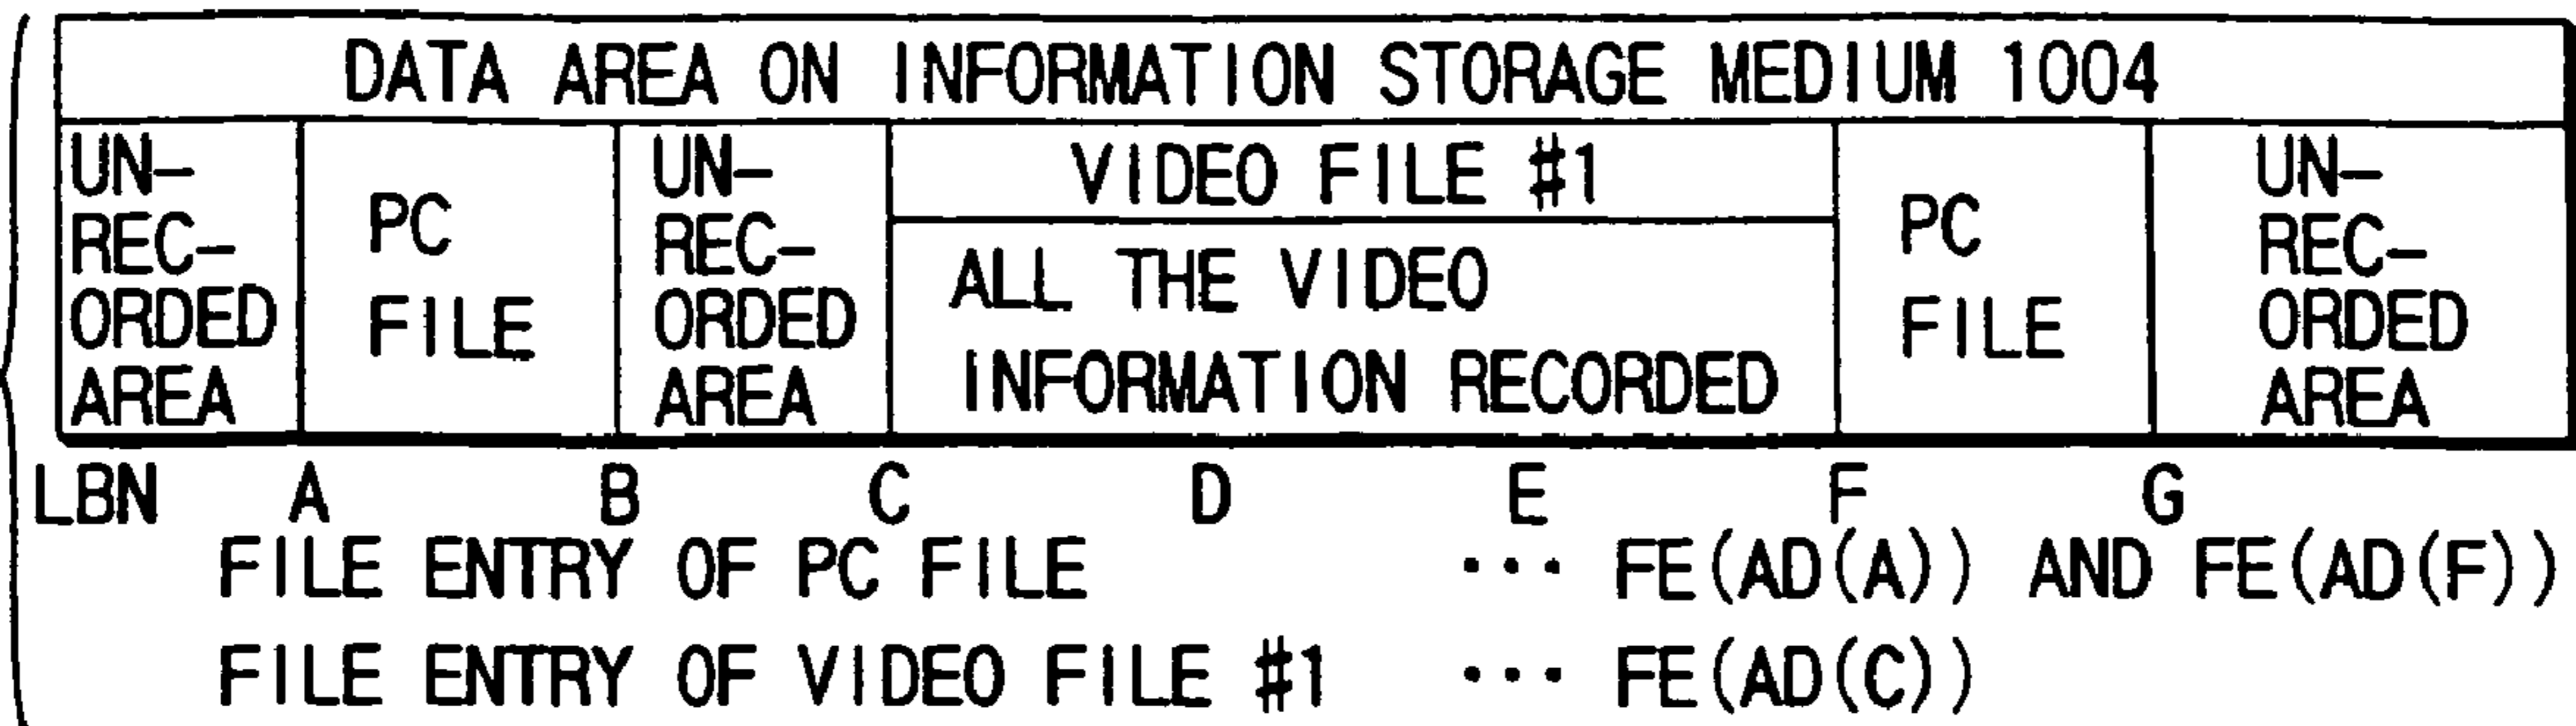 DATA AREA ON INFORMATION STORAGE MEDIUM 1004
UN-
REC-
ORDED
AREA
PC
FILE
UN-
REC-
ORDED
AREA
VIDEO FILE #1
ALL THE VIDEO
INFORMATION RECORDED
PC
FILE
UN-
REC-
ORDED
AREA
LBN A B C D E F G
FILE ENTRY OF PC FILE ··· FE(AD(A)) AND FE(AD(F))
FILE ENTRY OF VIDEO FILE #1 ··· FE(AD(C))